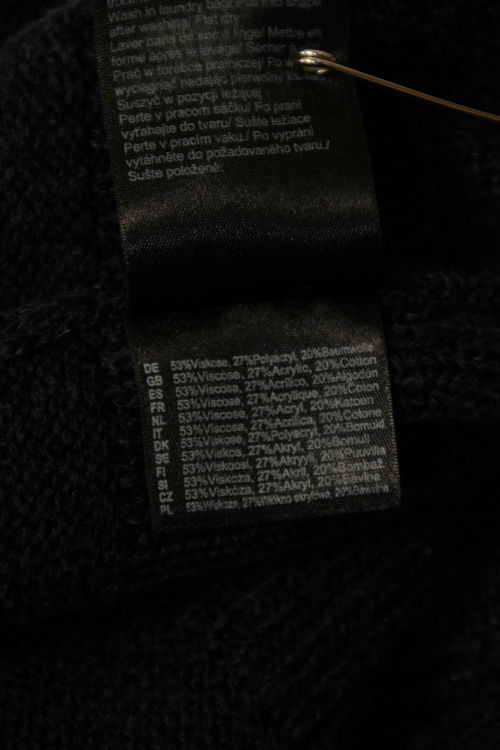 Wash in laundry bag/Pull into shape
after washing/ Flat dry.
Laver dans un sac à linge/ Mettre en
forme après le lavage/ Sécher à
Prać w torebce pralniczej/ Po
wyciągnąć nadając pierwotny
Suszyć w pozycji leżącej.
Perte v pracom sáčku/ Po praní
vyťahajte do tvaru/ Sušte ležiace
Perte v pracím vaku./ Po vyprání
vytáhněte do požadovaného tvaru./
Sušte položené.
DE 53%Viskose, 27%Polyacryl, 20%Baumwolle
GB 53%Viscose, 27%Acrylic, 20%Cotton
ES 53%Viscosa, 27%Acrílico, 20%Algodón
FR 53%Viscose, 27%Acrylique, 20%Coton
NL 53%Viscose, 27%Acryl, 20%Katoen
IT 53%Viscosa, 27%Acrilica, 20%Cotone
DK 53%Viskose, 27%Polyacryl, 20%Bomuld
SE 53%Viskos, 27%Akryl, 20%Bomull
FI 53%Viskoosi, 27%Akryyli, 20%Puuvilla
SI 53%Viskoza, 27%Akril, 20%Bombaž
CZ 53%Viskóza, 27%Akryl, 20%Bavlna
PL 53%Wiskoza, 27%Włókno akrylowe, 20%Bawełna